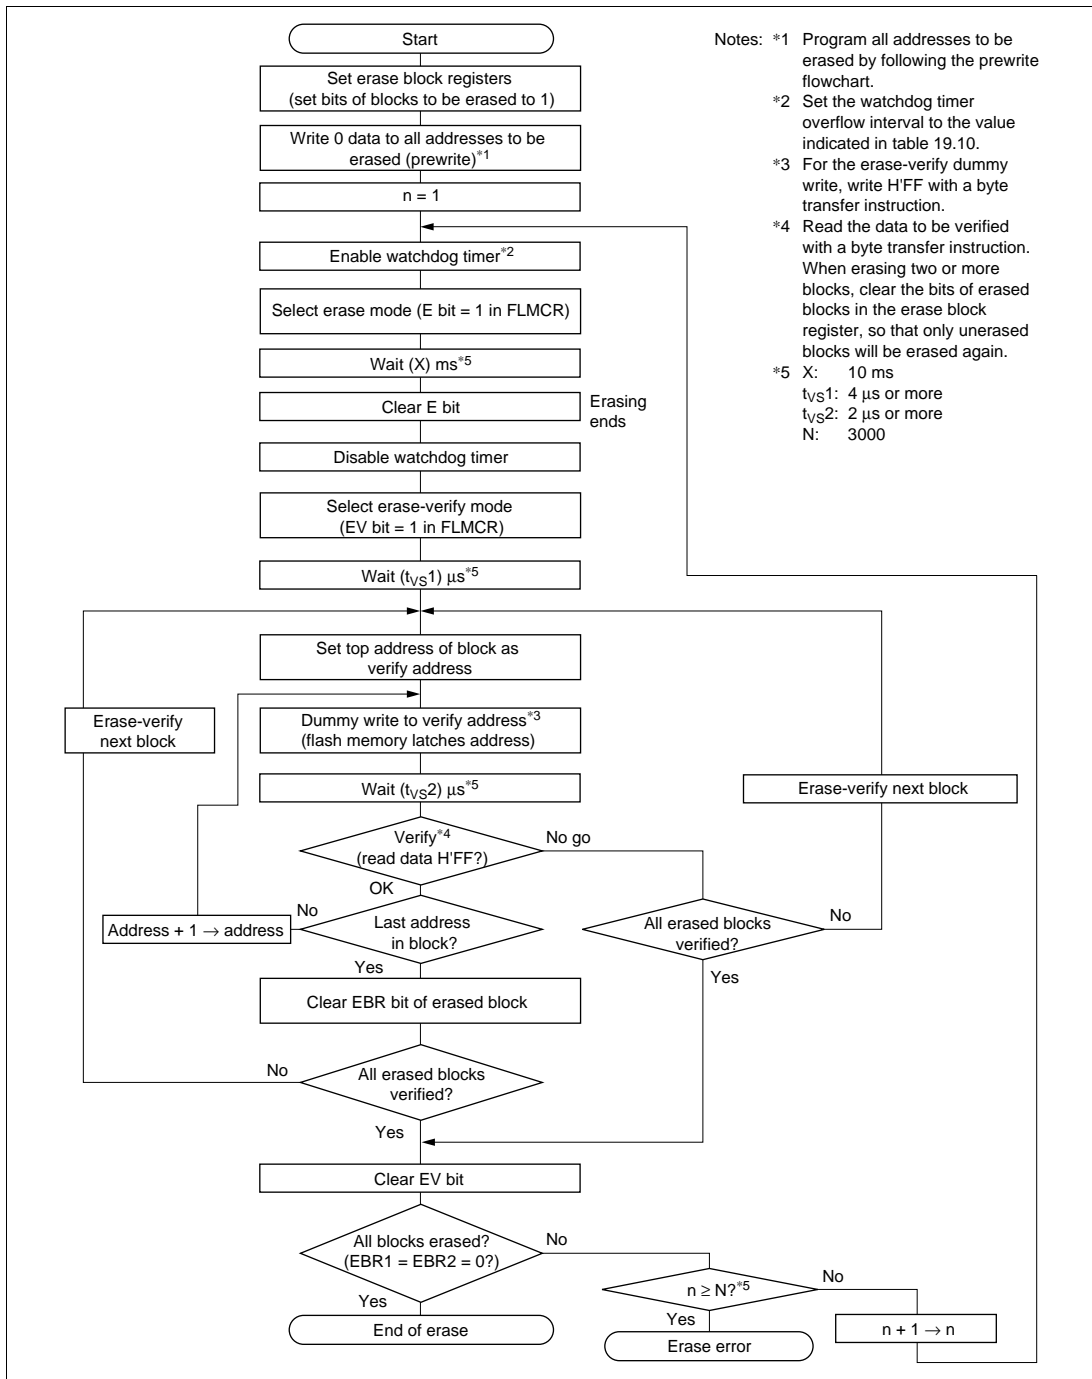 Start
Set erase block registers
(set bits of blocks to be erased to 1)
Write 0 data to all addresses to be
erased (prewrite)*1
n = 1
Enable watchdog timer*2
Select erase mode (E bit = 1 in FLMCR)
Wait (X) ms*5
Clear E bit
Erasing
ends
Disable watchdog timer
Select erase-verify mode
(EV bit = 1 in FLMCR)
Wait (tVS1) μs*5
Set top address of block as
verify address
Erase-verify
next block
Dummy write to verify address*3
(flash memory latches address)
Wait (tVS2) μs*5
Erase-verify next block
Verify*4
(read data H'FF?)
No go
OK
No
Last address
in block?
Address + 1 → address
All erased blocks
verified?
No
Yes
Yes
Clear EBR bit of erased block
No
All erased blocks
verified?
Yes
Clear EV bit
All blocks erased?
(EBR1 = EBR2 = 0?)
No
n ≥ N?*5
No
Yes
Yes
n + 1 → n
End of erase
Erase error
Notes: *1 Program all addresses to be
erased by following the prewrite
flowchart.
*2 Set the watchdog timer
overflow interval to the value
indicated in table 19.10.
*3 For the erase-verify dummy
write, write H'FF with a byte
transfer instruction.
*4 Read the data to be verified
with a byte transfer instruction.
When erasing two or more
blocks, clear the bits of erased
blocks in the erase block
register, so that only unerased
blocks will be erased again.
*5 X: 10 ms
tVS1: 4 μs or more
tVS2: 2 μs or more
N: 3000